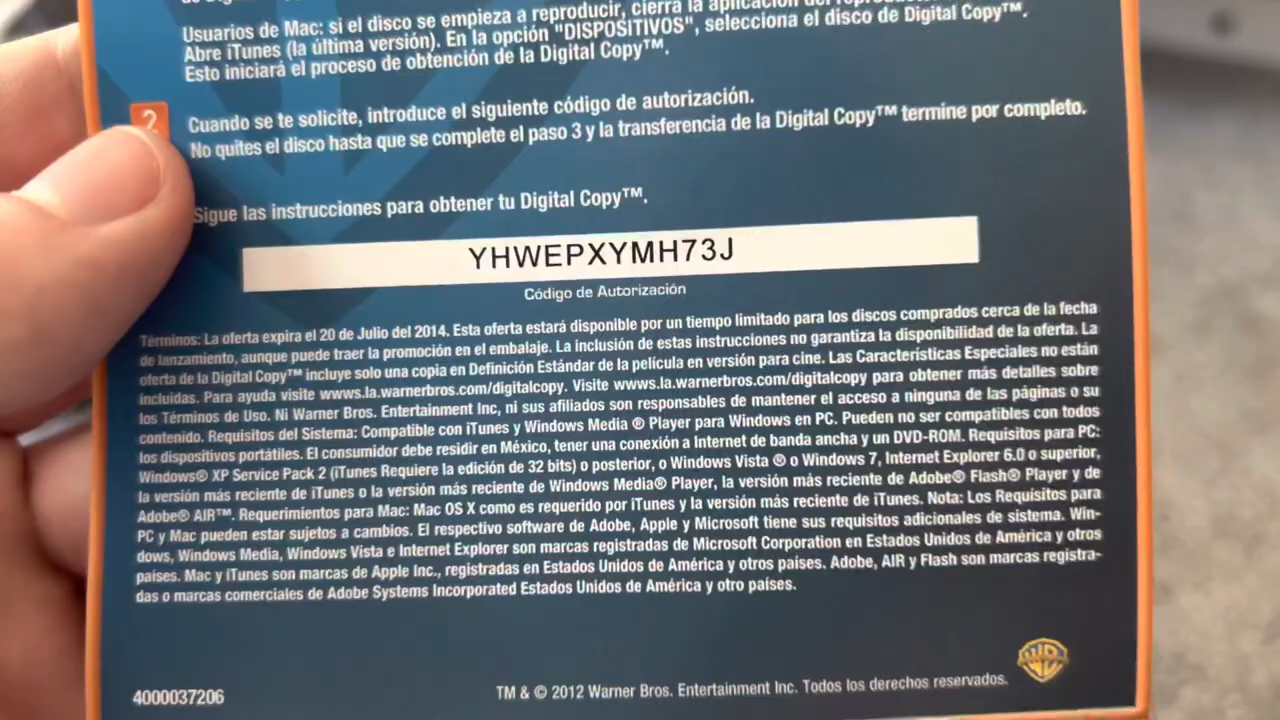 Usuarios de Mac: si el disco se empieza a reproducir, cierra la aplicación del
Abre iTunes (la última versión). En la opción "DISPOSITIVOS", selecciona el disco de Digital Copy™.
Esto iniciará el proceso de obtención de la Digital Copy™.
2
Cuando se te solicite, introduce el siguiente código de autorización.
No quites el disco hasta que se complete el paso 3 y la transferencia de la Digital Copy™ termine por completo.
Sigue las instrucciones para obtener tu Digital Copy™.
YHWEPXYMH73J
Código de Autorización
Términos: La oferta expira el 20 de Julio del 2014. Esta oferta estará disponible por un tiempo limitado para los discos comprados cerca de la fecha
de lanzamiento, aunque puede traer la promoción en el embalaje. La inclusión de estas instrucciones no garantiza la disponibilidad de la oferta. La
oferta de la Digital Copy™ incluye solo una copia en Definición Estándar de la película en versión para cine. Las Características Especiales no están
incluidas. Para ayuda visite wwws.la.warnerbros.com/digitalcopy. Visite wwws.la.warnerbros.com/digitalcopy para obtener más detalles sobre
los Términos de Uso. Ni Warner Bros. Entertainment Inc, ni sus afiliados son responsables de mantener el acceso a ninguna de las páginas o su
contenido. Requisitos del Sistema: Compatible con iTunes y Windows Media ® Player para Windows en PC. Pueden no ser compatibles con todos
los dispositivos portátiles. El consumidor debe residir en México, tener una conexión a Internet de banda ancha y un DVD-ROM. Requisitos para PC:
Windows® XP Service Pack 2 (iTunes Requiere la edición de 32 bits) o posterior, o Windows Vista ® o Windows 7, Internet Explorer 6.0 o superior,
la versión más reciente de iTunes o la versión más reciente de Windows Media® Player, la versión más reciente de Adobe® Flash® Player y de
Adobe® AIR™. Requerimientos para Mac: Mac OS X como es requerido por iTunes y la versión más reciente de iTunes. Nota: Los Requisitos para
PC y Mac pueden estar sujetos a cambios. El respectivo software de Adobe, Apple y Microsoft tiene sus requisitos adicionales de sistema. Win-
dows, Windows Media, Windows Vista e Internet Explorer son marcas registradas de Microsoft Corporation en Estados Unidos de América y otros
países. Mac y iTunes son marcas de Apple Inc., registradas en Estados Unidos de América y otros países. Adobe, AIR y Flash son marcas registra-
das o marcas comerciales de Adobe Systems Incorporated Estados Unidos de América y otro países.
4000037206
TM & © 2012 Warner Bros. Entertainment Inc. Todos los derechos reservados.
WB